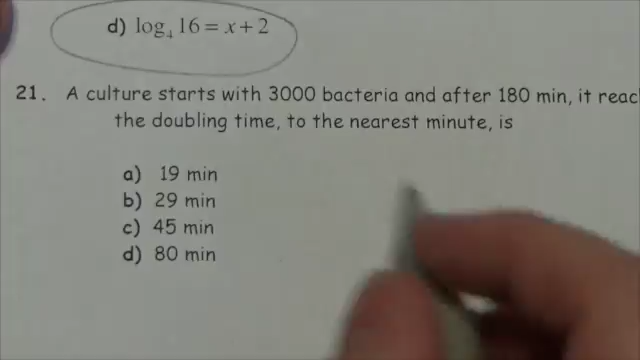 d) log₄ 16 = x + 2
21. A culture starts with 3000 bacteria and after 180 min, it
the doubling time, to the nearest minute, is
a) 19 min
b) 29 min
c) 45 min
d) 80 min